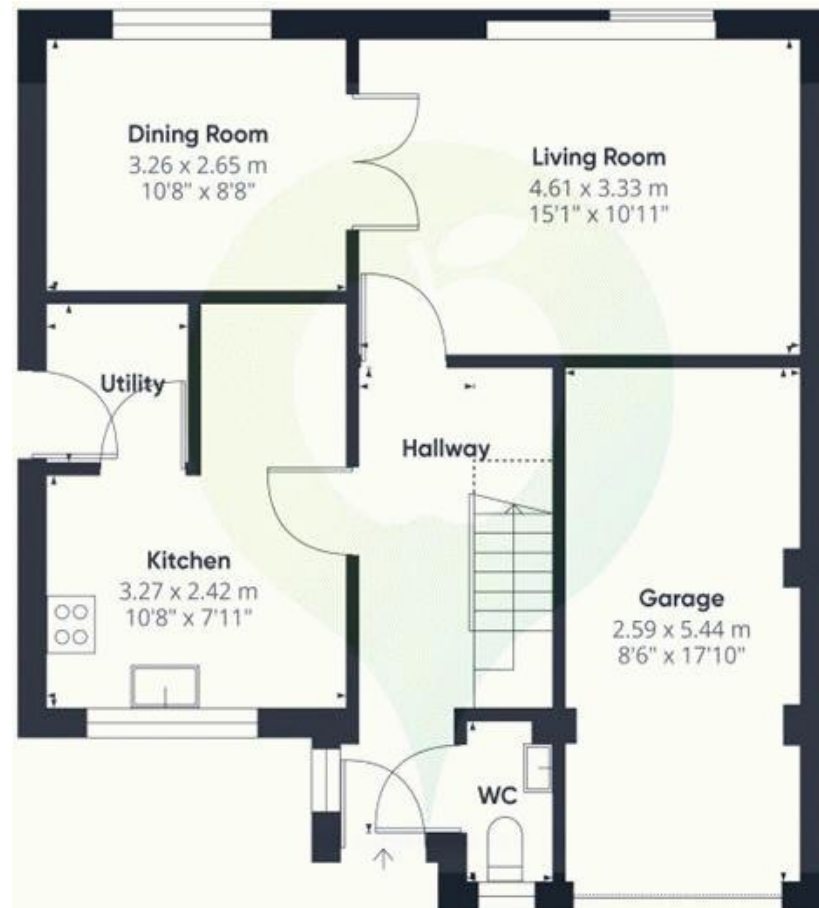 Dining Room
3.26 x 2.65 m
10'8" x 8'8"
Living Room
4.61 x 3.33 m
15'1" x 10'11"
Utility
Hallway
Kitchen
3.27 x 2.42 m
10'8" x 7'11"
Garage
2.59 x 5.44 m
8'6" x 17'10"
WC